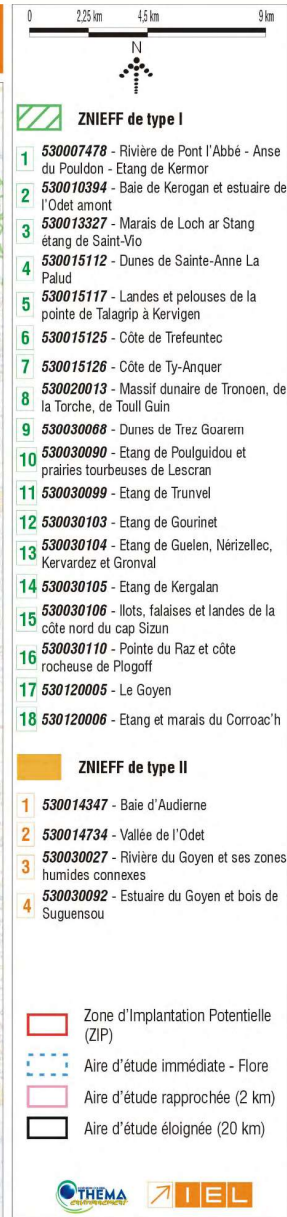 0 2,25 km 4,5 km 9 km
N
ZNIEFF de type I
1 530007478 - Rivière de Pont l'Abbé - Anse
du Pouldon - Etang de Kermor
2 530010394 - Baie de Kerogan et estuaire de
l'Odet amont
3 530013327 - Marais de Loch ar Stang
étang de Saint-Vio
4 530015112 - Dunes de Sainte-Anne La
Palud
5 530015117 - Landes et pelouses de la
pointe de Talagrip à Kervigen
6 530015125 - Côte de Trefeuntec
7 530015126 - Côte de Ty-Anquer
8 530020013 - Massif dunaire de Tronoen, de
la Torche, de Toull Guin
9 530030068 - Dunes de Trez Goarem
10 530030090 - Etang de Poulguidou et
prairies tourbeuses de Lescran
11 530030099 - Etang de Trunvel
12 530030103 - Etang de Gourinet
13 530030104 - Etang de Guelen, Nérizellec,
Kervardez et Gronval
14 530030105 - Etang de Kergalan
15 530030106 - Ilots, falaises et landes de la
côte nord du cap Sizun
16 530030110 - Pointe du Raz et côte
rocheuse de Plogoff
17 530120005 - Le Goyen
18 530120006 - Etang et marais du Corroac'h
ZNIEFF de type II
1 530014347 - Baie d'Audierne
2 530014734 - Vallée de l'Odet
3 530030027 - Rivière du Goyen et ses zones
humides connexes
4 530030092 - Estuaire du Goyen et bois de
Suguensou
Zone d'Implantation Potentielle
(ZIP)
Aire d'étude immédiate - Flore
Aire d'étude rapprochée (2 km)
Aire d'étude éloignée (20 km)
THEMA
environnement
IEL